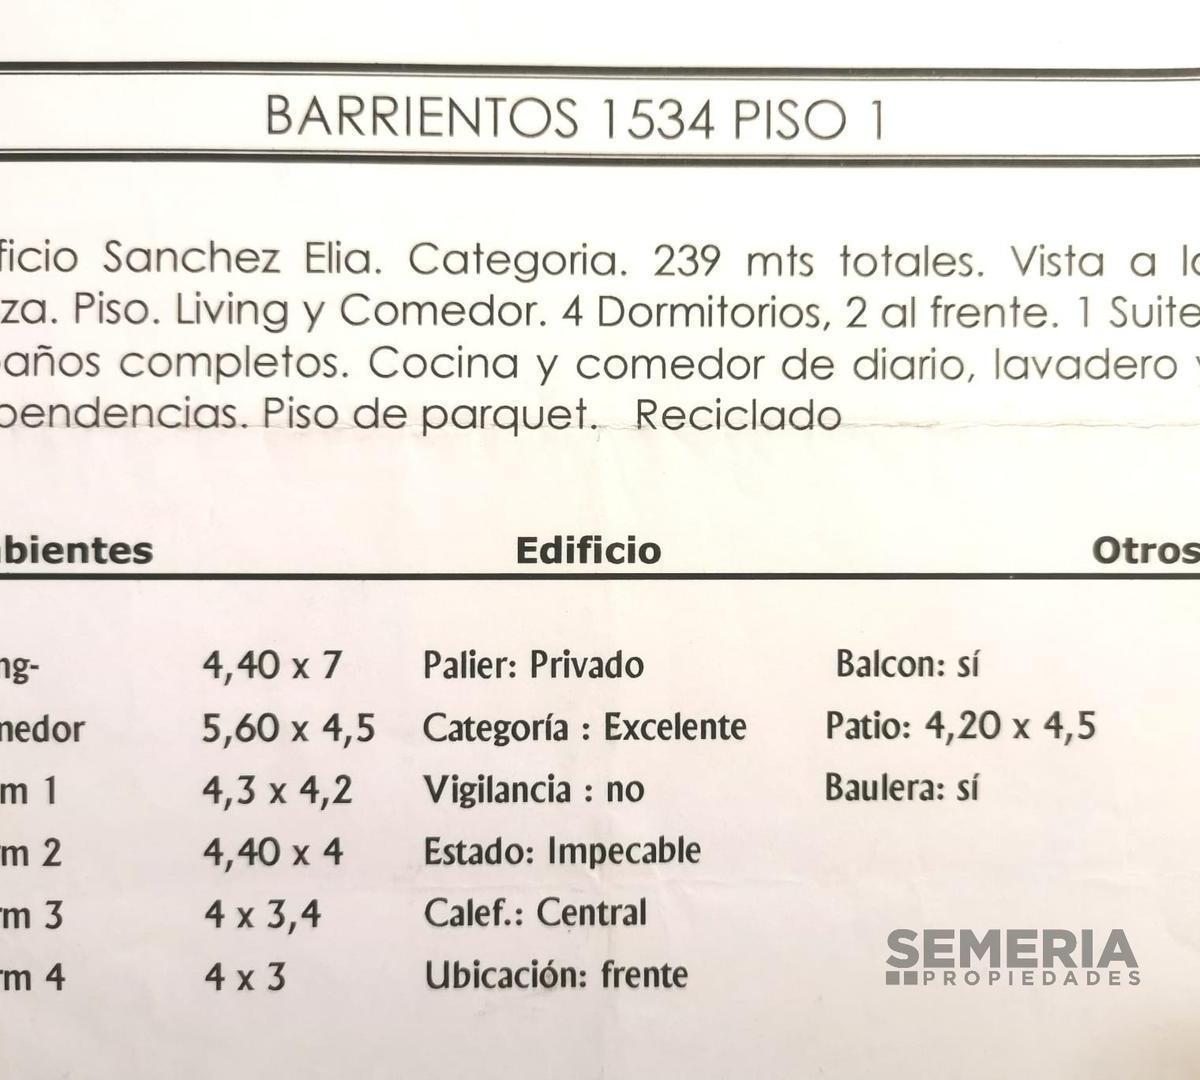 BARRIENTOS 1534 PISO 1
ficio Sanchez Elia. Categoria. 239 mts totales. Vista a l
za. Piso. Living y Comedor. 4 Dormitorios, 2 al frente. 1 Suite
años completos. Cocina y comedor de diario, lavadero y
pendencias. Piso de parquet. Reciclado
bientes Edificio Otros
ng- 4,40 x 7 Palier: Privado Balcon: sí
medor 5,60 x 4,5 Categoría : Excelente Patio: 4,20 x 4,5
m 1 4,3 x 4,2 Vigilancia : no Baulera: sí
rm 2 4,40 x 4 Estado: Impecable
rm 3 4 x 3,4 Calef.: Central
rm 4 4 x 3 Ubicación: frente
SEMERIA
PROPIEDADES